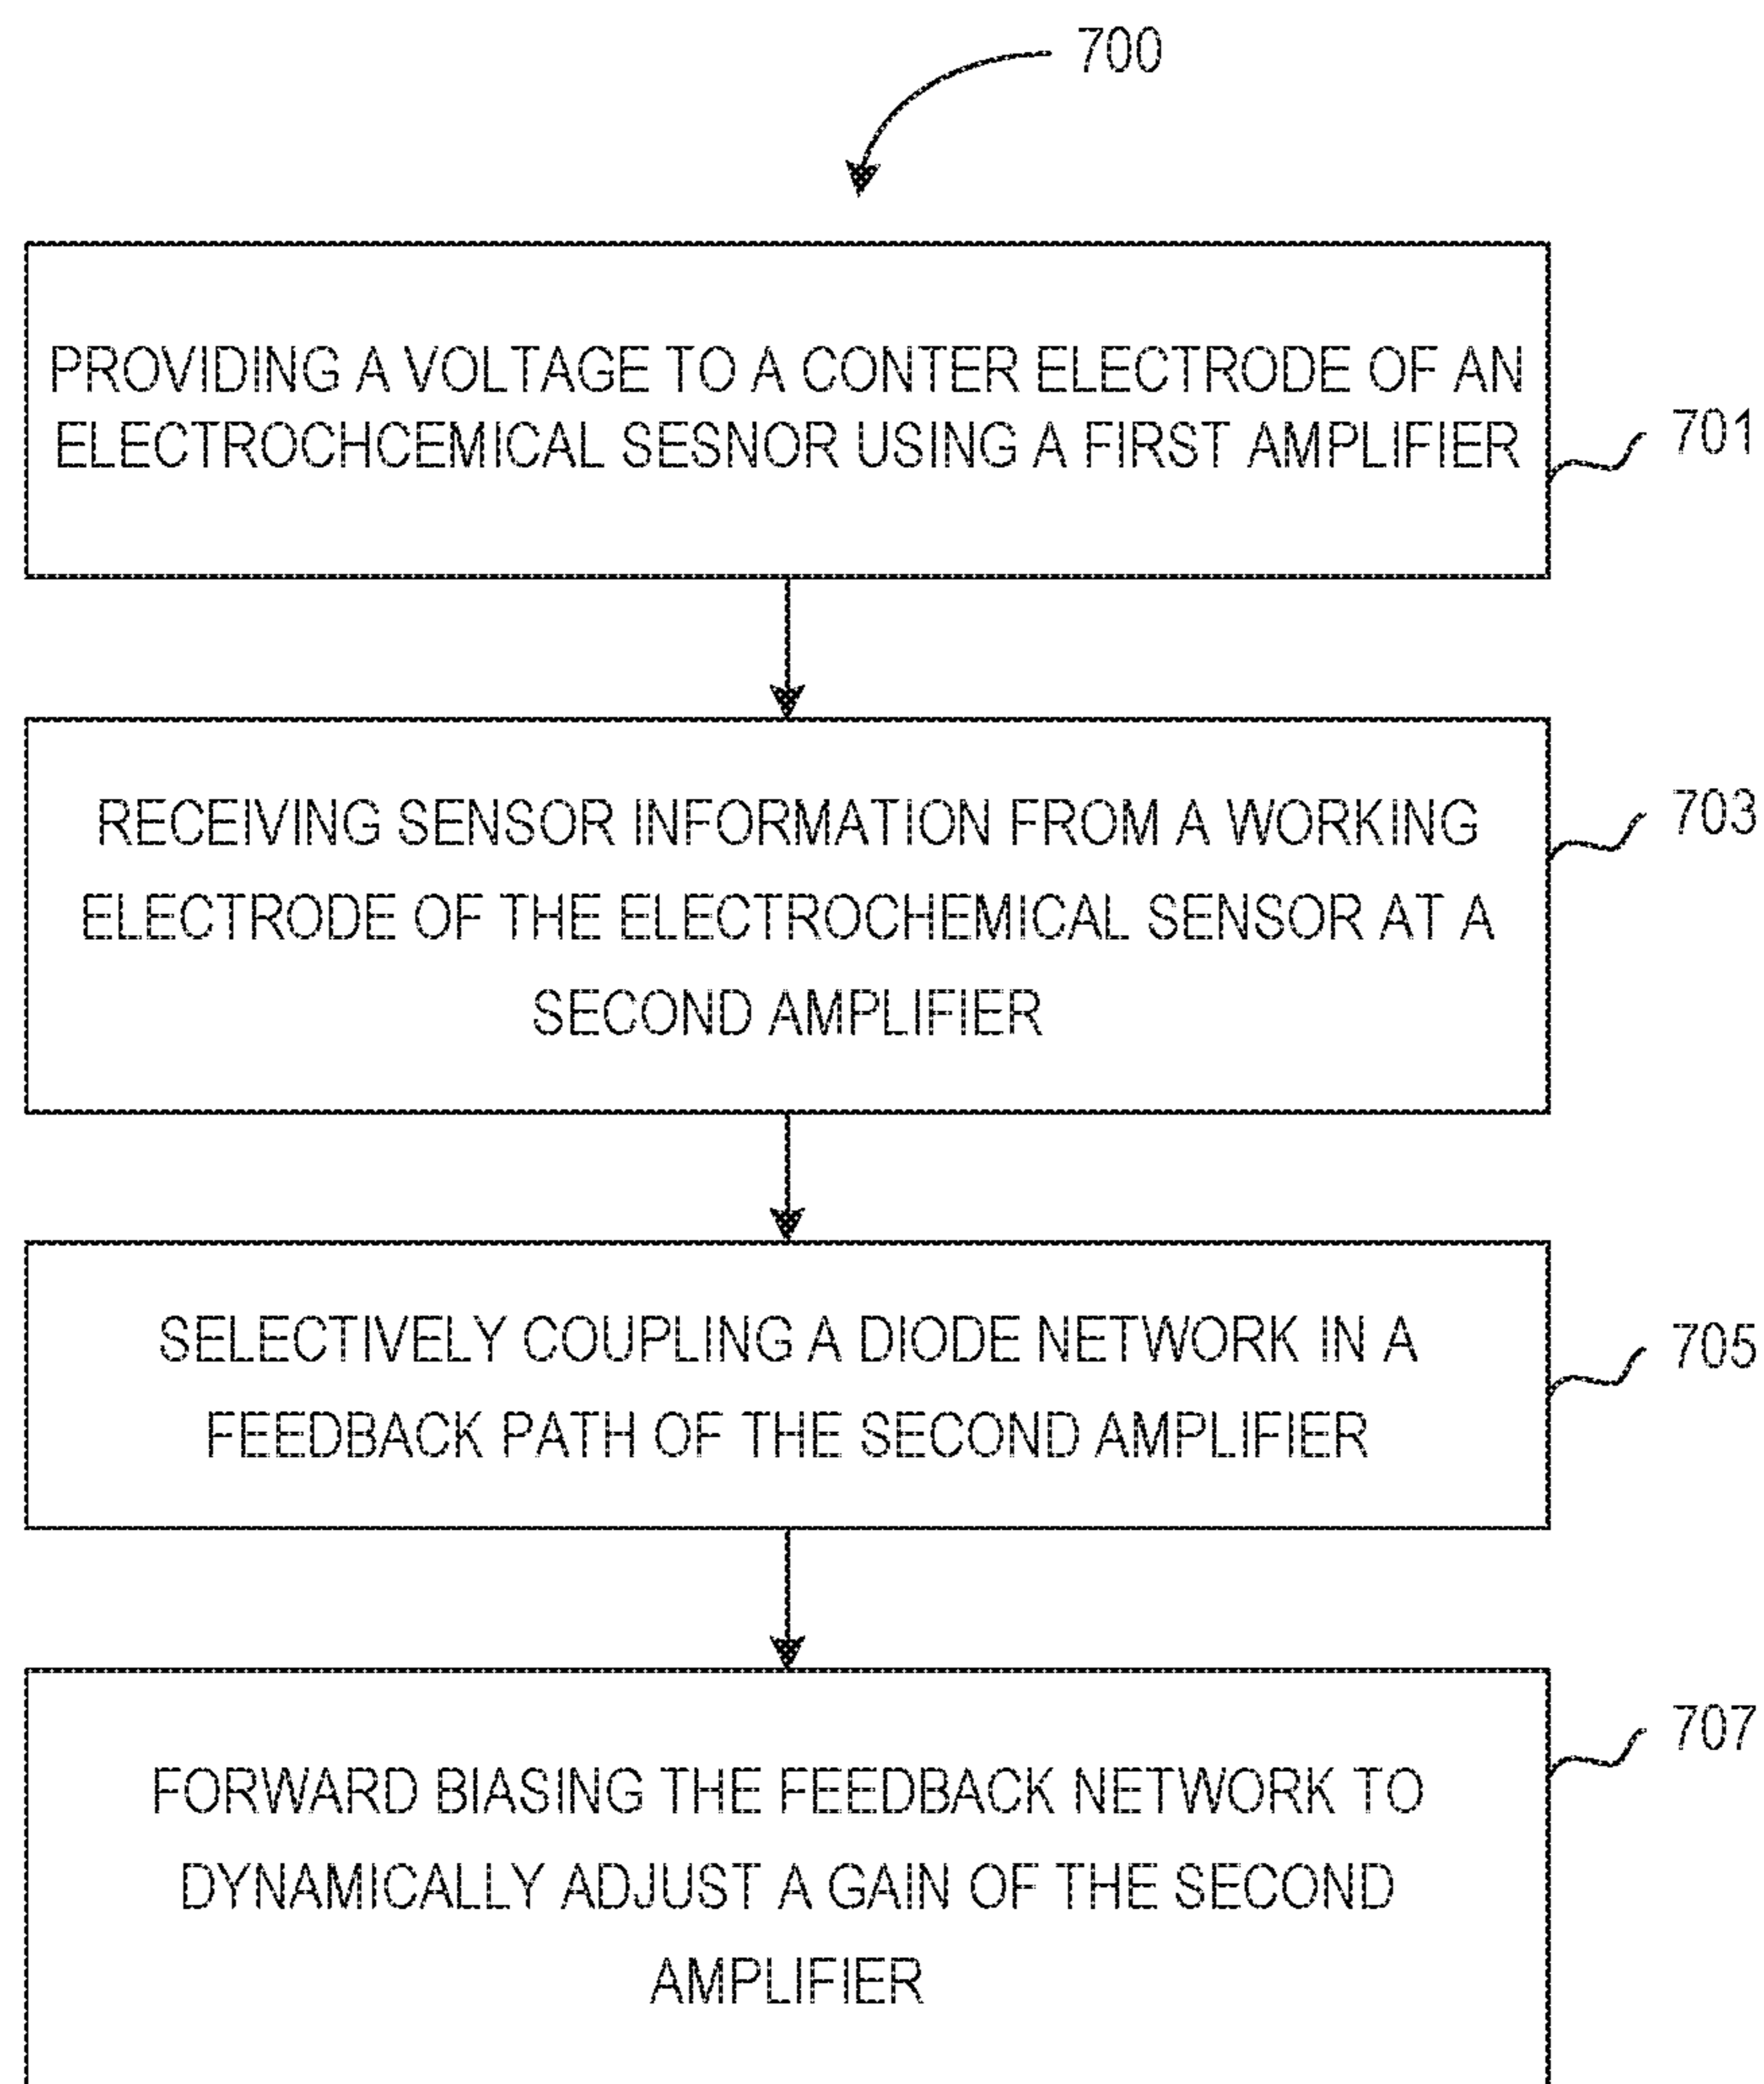 700
PROVIDING A VOLTAGE TO A CONTER ELECTRODE OF AN
ELECTROCHCEMICAL SESNOR USING A FIRST AMPLIFIER
701
RECEIVING SENSOR INFORMATION FROM A WORKING
ELECTRODE OF THE ELECTROCHEMICAL SENSOR AT A
SECOND AMPLIFIER
703
SELECTIVELY COUPLING A DIODE NETWORK IN A
FEEDBACK PATH OF THE SECOND AMPLIFIER
705
FORWARD BIASING THE FEEDBACK NETWORK TO
DYNAMICALLY ADJUST A GAIN OF THE SECOND
AMPLIFIER
707